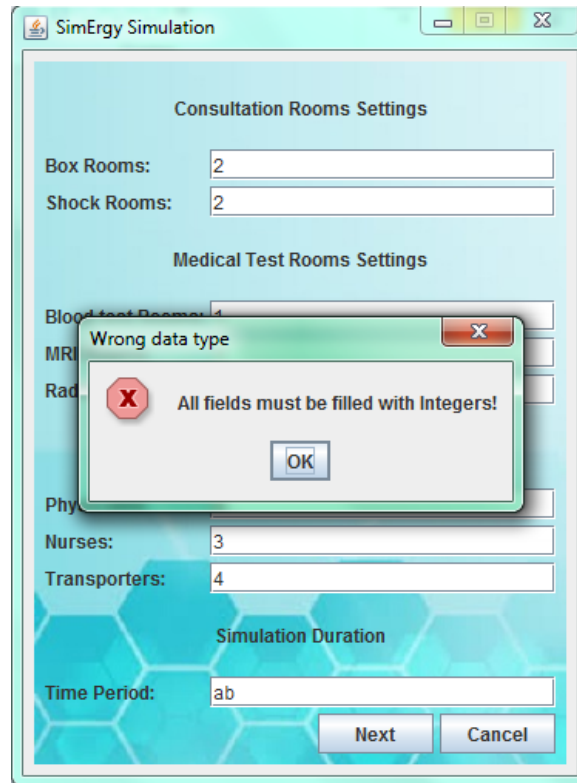 SimErgy Simulation
Consultation Rooms Settings
Box Rooms: 2
Shock Rooms: 2
Medical Test Rooms Settings
Wrong data type
All fields must be filled with Integers!
OK
Nurses: 3
Transporters: 4
Simulation Duration
Time Period: ab
Next Cancel